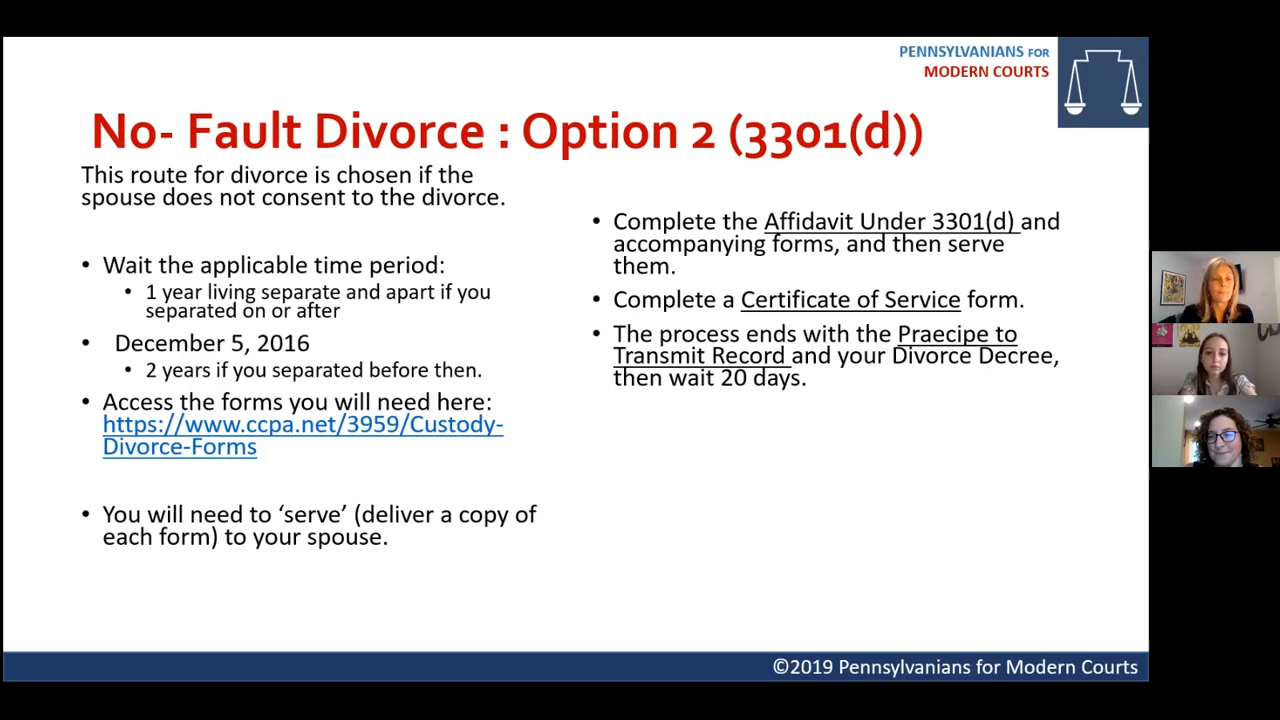 PENNSYLVANIANS FOR
MODERN COURTS
No- Fault Divorce : Option 2 (3301(d))
This route for divorce is chosen if the
spouse does not consent to the divorce.
• Wait the applicable time period:
• 1 year living separate and apart if you
separated on or after
• December 5, 2016
• 2 years if you separated before then.
• Access the forms you will need here:
https://www.ccpa.net/3959/Custody-
Divorce-Forms
• You will need to ‘serve’ (deliver a copy of
each form) to your spouse.
• Complete the Affidavit Under 3301(d) and
accompanying forms, and then serve
them.
• Complete a Certificate of Service form.
• The process ends with the Praecipe to
Transmit Record and your Divorce Decree,
then wait 20 days.
©2019 Pennsylvanians for Modern Courts